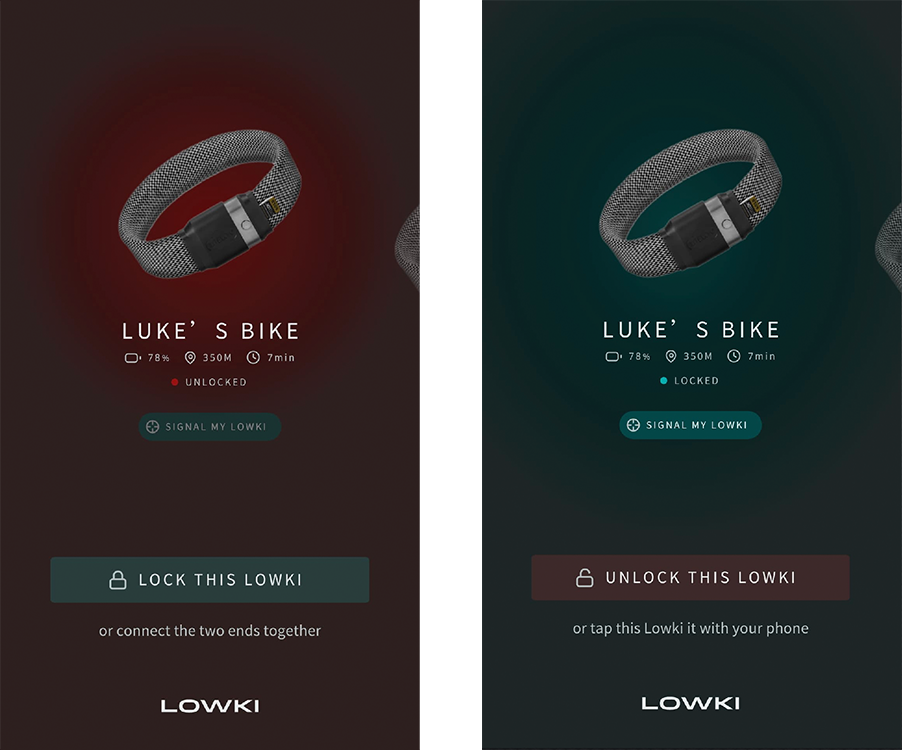 LUKE’ S BIKE
78% 350M 7min
UNLOCKED
SIGNAL MY LOWKI
LOCK THIS LOWKI
or connect the two ends together
LOWKI
LUKE’ S BIKE
78% 350M 7min
LOCKED
SIGNAL MY LOWKI
UNLOCK THIS LOWKI
or tap this Lowki it with your phone
LOWKI